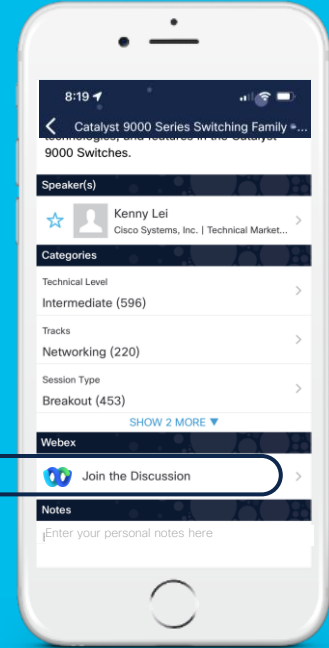 8:19
Catalyst 9000 Series Switching Family -...
technologies, and features in the Catalyst
9000 Switches.
Speaker(s)
Kenny Lei
Cisco Systems, Inc. | Technical Market...
Categories
Technical Level
Intermediate (596)
Tracks
Networking (220)
Session Type
Breakout (453)
SHOW 2 MORE ▼
Webex
Join the Discussion
Notes
Enter your personal notes here